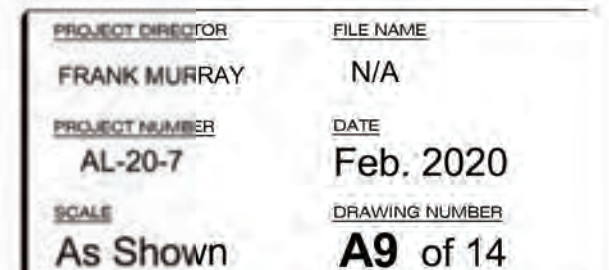 PROJECT DIRECTOR FILE NAME
FRANK MURRAY N/A
PROJECT NUMBER DATE
AL-20-7 Feb. 2020
SCALE DRAWING NUMBER
As Shown A9 of 14